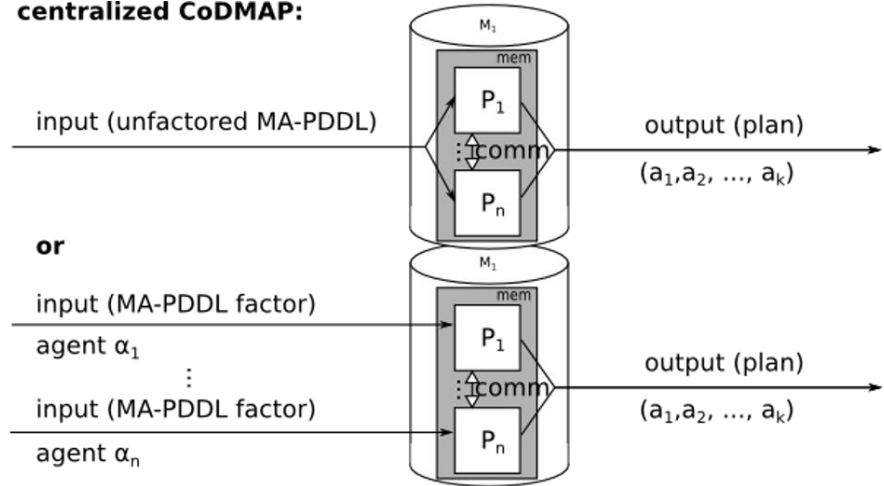 centralized CoDMAP:
M₁
mem
input (unfactored MA-PDDL)
P₁
output (plan)
⋮ comm
(a₁,a₂, ..., aₖ)
Pₙ
or
M₁
mem
input (MA-PDDL factor)
P₁
agent α₁
output (plan)
⋮
⋮ comm
(a₁,a₂, ..., aₖ)
input (MA-PDDL factor)
Pₙ
agent αₙ